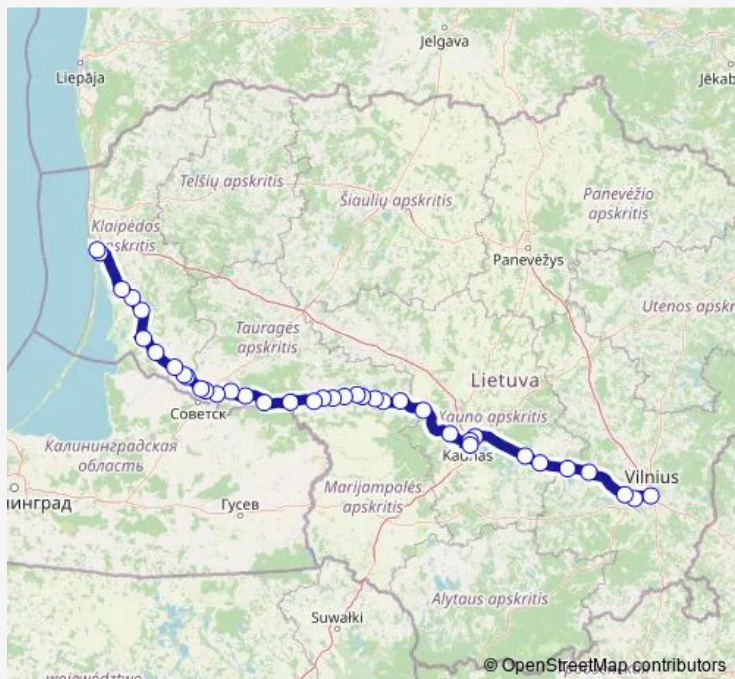 Jelgava
Liepāja
Jēkab
Telšių apskritis
Šiaulių apskritis
Panevėžio
apskritis
Klaipėdos
apskritis
Panevėžys
Utenos apskr
Tauragės
apskritis
Lietuva
Советск
Kauno apskritis
Калининградская
область
Kaunas
Vilnius
нинград
Гусев
Marijampolės
apskritis
Alytaus apskritis
Suwałki
województwo
© OpenStreetMap contributors